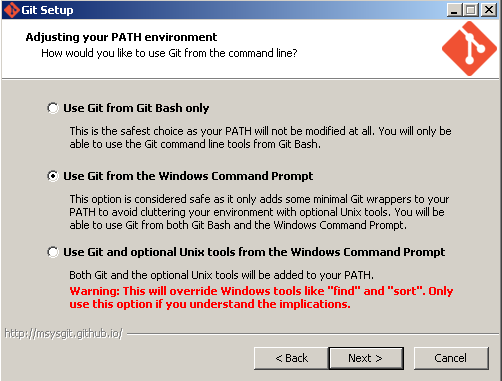 Git Setup
Adjusting your PATH environment
How would you like to use Git from the command line?
Use Git from Git Bash only
This is the safest choice as your PATH will not be modified at all. You will only be
able to use the Git command line tools from Git Bash.
Use Git from the Windows Command Prompt
This option is considered safe as it only adds some minimal Git wrappers to your
PATH to avoid cluttering your environment with optional Unix tools. You will be
able to use Git from both Git Bash and the Windows Command Prompt.
Use Git and optional Unix tools from the Windows Command Prompt
Both Git and the optional Unix tools will be added to your PATH.
Warning: This will override Windows tools like "find" and "sort". Only
use this option if you understand the implications.
http://msysgit.github.io/
< Back Next > Cancel